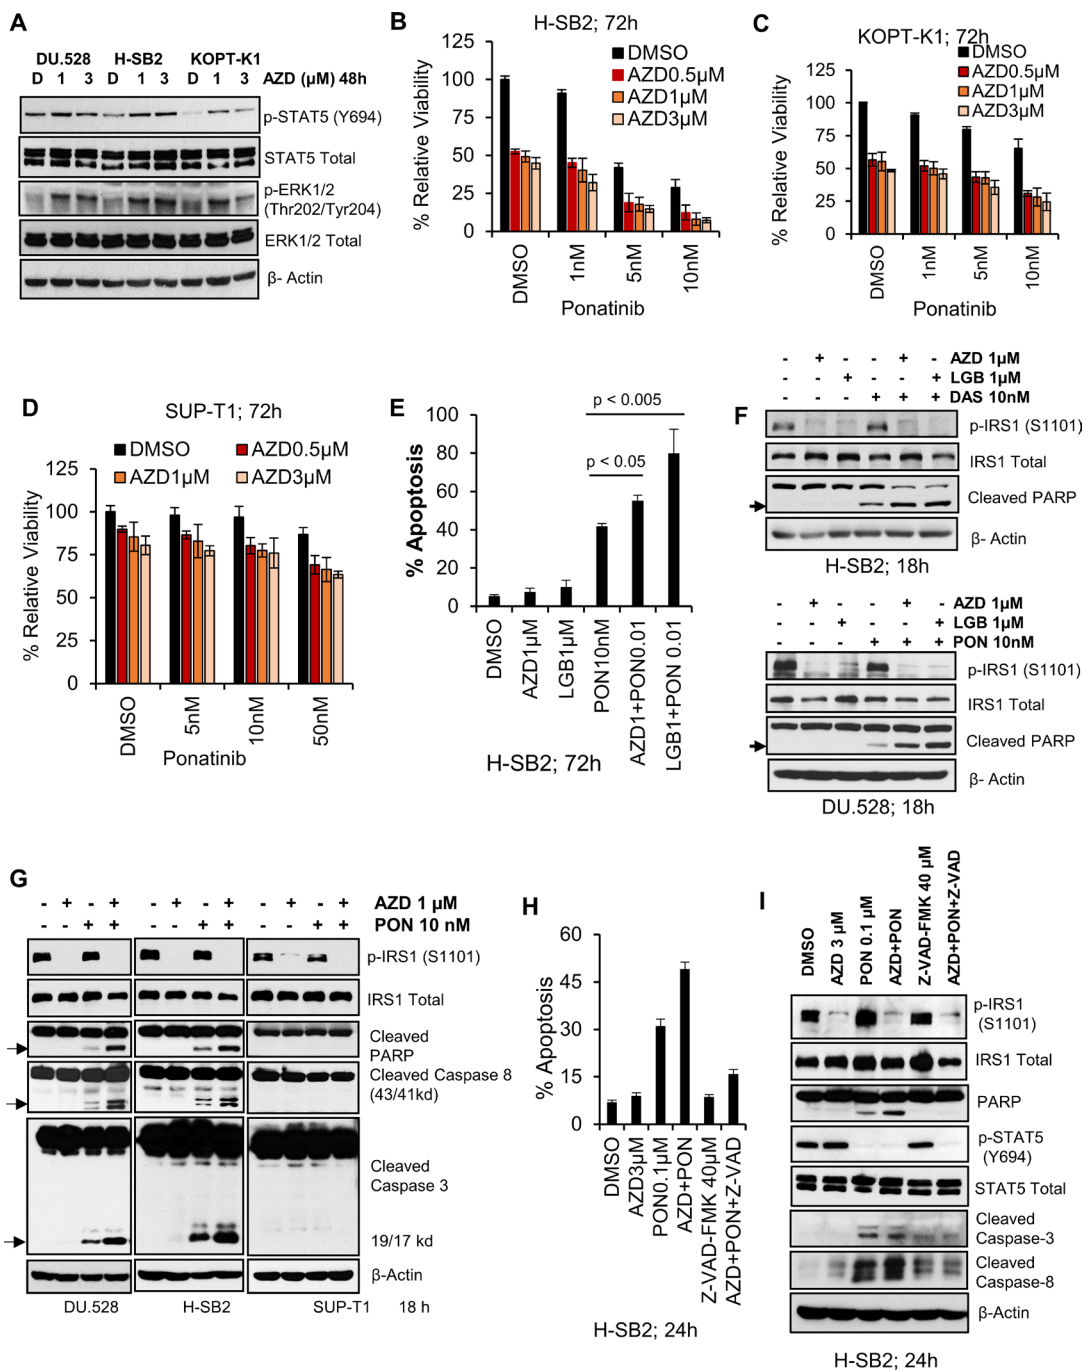 A
DU.528 H-SB2 KOPT-K1
D 1 3 D 1 3 D 1 3 AZD (µM) 48h
p-STAT5 (Y694)
STAT5 Total
p-ERK1/2
(Thr202/Tyr204)
ERK1/2 Total
β- Actin
B
H-SB2; 72h
% Relative Viability
125
100
75
50
25
0
DMSO
AZD0.5µM
AZD1µM
AZD3µM
DMSO 1nM 5nM 10nM
Ponatinib
C
KOPT-K1; 72h
% Relative Viability
125
100
75
50
25
0
DMSO
AZD0.5µM
AZD1µM
AZD3µM
DMSO 1nM 5nM 10nM
Ponatinib
D
SUP-T1; 72h
DMSO AZD0.5µM
AZD1µM AZD3µM
% Relative Viability
125
100
75
50
25
0
DMSO 5nM 10nM 50nM
Ponatinib
E
% Apoptosis
100
80
60
40
20
0
p < 0.005
p < 0.05
DMSO AZD1µM LGB1µM PON10nM AZD1+PON0.01 LGB1+PON 0.01
H-SB2; 72h
F
- + - - + - AZD 1µM
- - + - - + LGB 1µM
- - - + + + DAS 10nM
p-IRS1 (S1101)
IRS1 Total
Cleaved PARP
β- Actin
H-SB2; 18h
- + - - + - AZD 1µM
- - + - - + LGB 1µM
- - - + + + PON 10nM
p-IRS1 (S1101)
IRS1 Total
Cleaved PARP
β- Actin
DU.528; 18h
G
- + - + - + - + - + - + AZD 1 µM
- - + + - - + + - - + + PON 10 nM
p-IRS1 (S1101)
IRS1 Total
Cleaved
PARP
Cleaved Caspase 8
(43/41kd)
Cleaved
Caspase 3
19/17 kd
β-Actin
DU.528 H-SB2 SUP-T1 18 h
H
% Apoptosis
60
45
30
15
0
DMSO AZD3µM PON0.1µM AZD+PON Z-VAD-FMK 40µM AZD+PON+Z-VAD
H-SB2; 24h
I
DMSO AZD 3 µM PON 0.1 µM AZD+PON Z-VAD-FMK 40 µM AZD+PON+Z-VAD
p-IRS1
(S1101)
IRS1 Total
PARP
p-STAT5
(Y694)
STAT5 Total
Cleaved
Caspase-3
Cleaved
Caspase-8
β-Actin
H-SB2; 24h